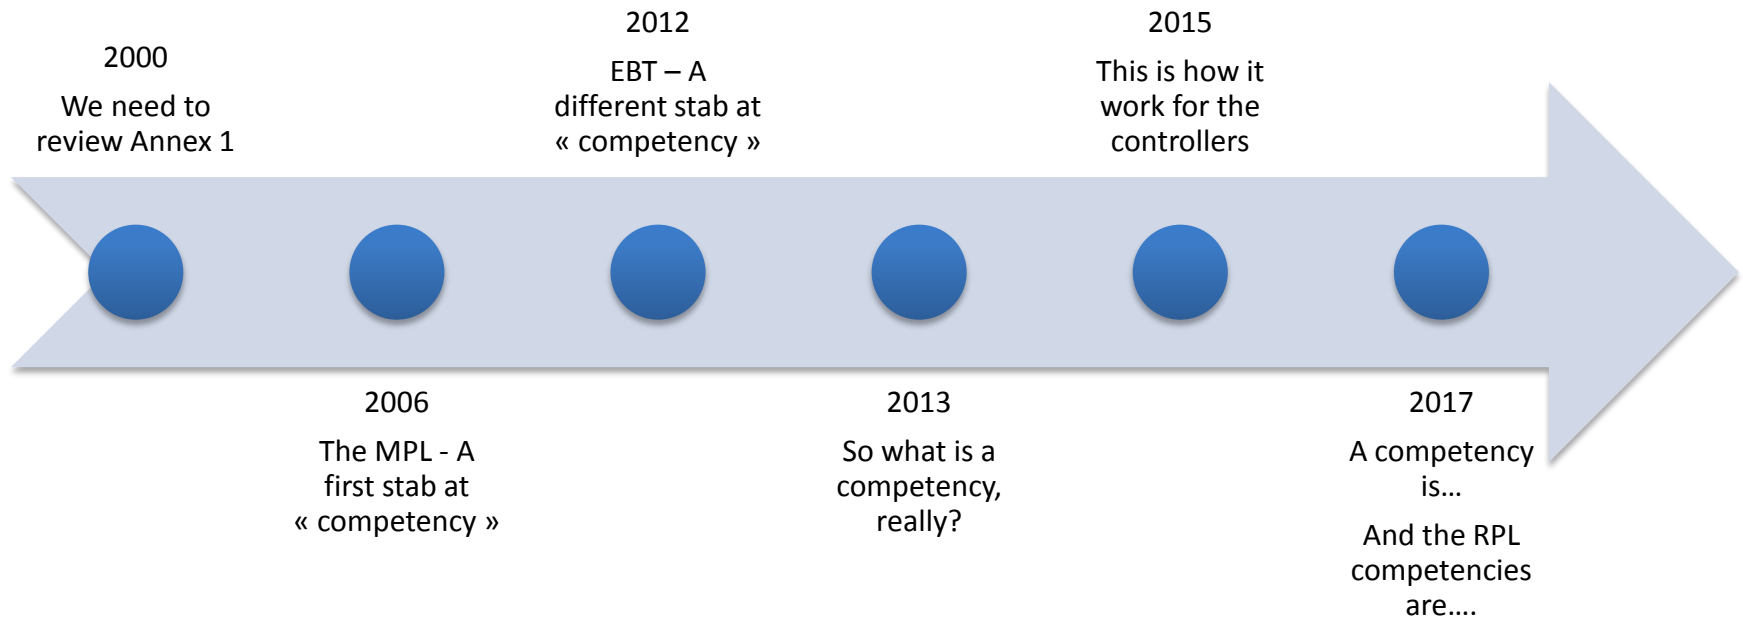 2000
We need to
review Annex 1
2006
The MPL - A
first stab at
« competency »
2012
EBT – A
different stab at
« competency »
2013
So what is a
competency,
really?
2015
This is how it
work for the
controllers
2017
A competency
is...
And the RPL
competencies
are....